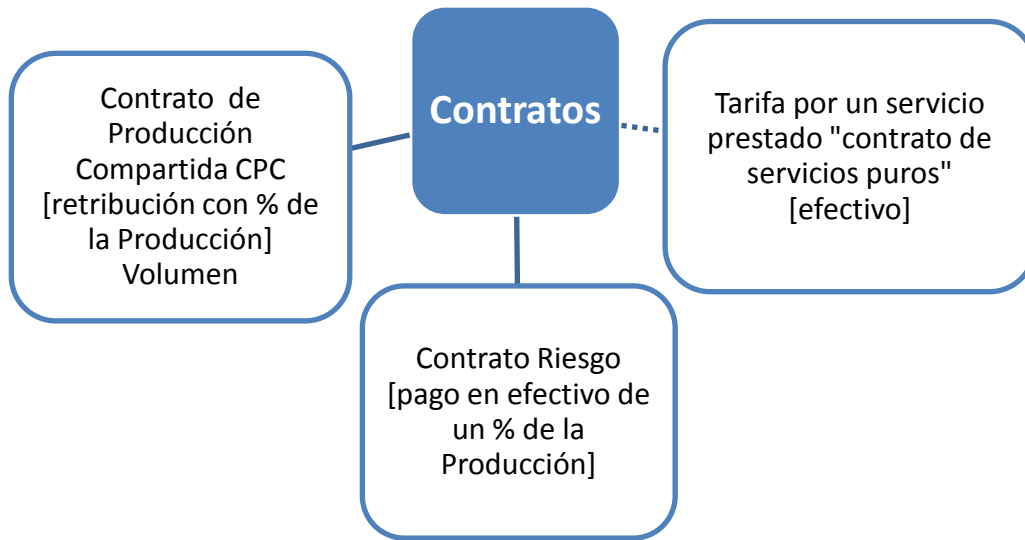 Contratos
Contrato de
Producción
Compartida CPC
[retribución con % de
la Producción]
Volumen
Tarifa por un servicio
prestado "contrato de
servicios puros"
[efectivo]
Contrato Riesgo
[pago en efectivo de
un % de la
Producción]